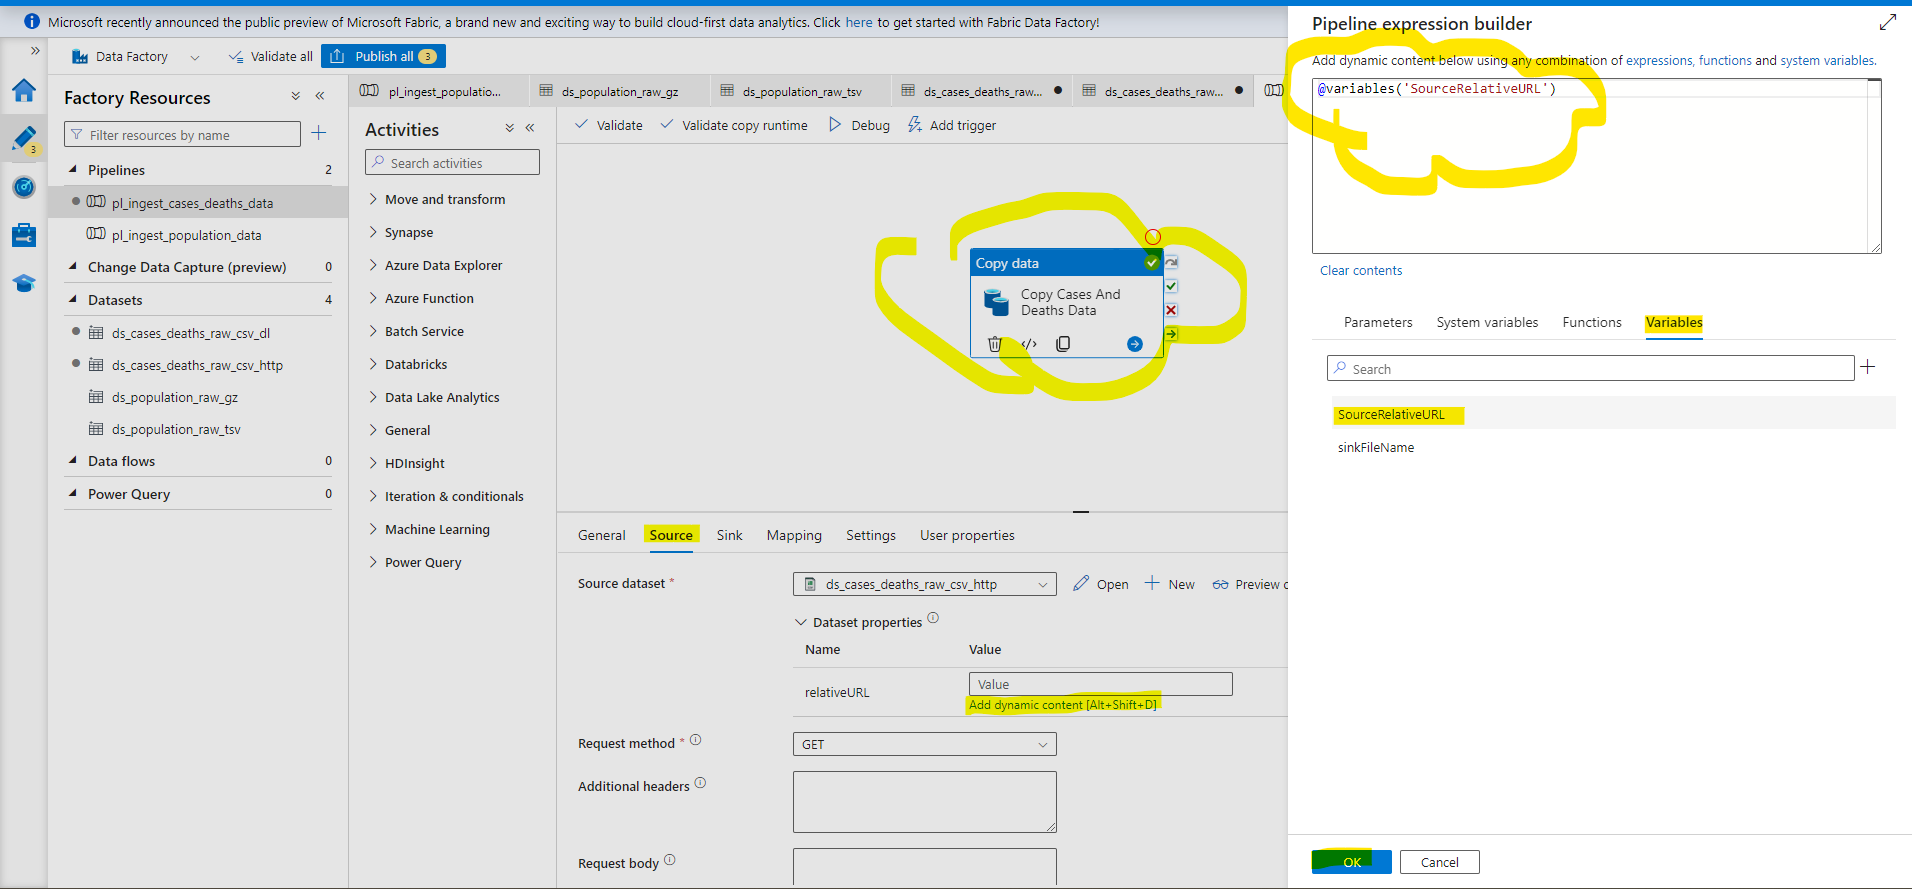 Microsoft recently announced the public preview of Microsoft Fabric, a brand new and exciting way to build cloud-first data analytics. Click here to get started with Fabric Data Factory!
Data Factory
Validate all
Publish all 3
Factory Resources
Filter resources by name
3
Pipelines 2
pl_ingest_cases_deaths_data
pl_ingest_population_data
Change Data Capture (preview) 0
Datasets 4
ds_cases_deaths_raw_csv_dl
ds_cases_deaths_raw_csv_http
ds_population_raw_gz
ds_population_raw_tsv
Data flows 0
Power Query 0
pl_ingest_populatio...
ds_population_raw_gz
ds_population_raw_tsv
ds_cases_deaths_raw...
ds_cases_deaths_raw...
Activities
Search activities
Move and transform
Synapse
Azure Data Explorer
Azure Function
Batch Service
Databricks
Data Lake Analytics
General
HDInsight
Iteration & conditionals
Machine Learning
Power Query
Validate
Validate copy runtime
Debug
Add trigger
Copy data
Copy Cases And
Deaths Data
General
Source
Sink
Mapping
Settings
User properties
Source dataset *
ds_cases_deaths_raw_csv_http
Open
New
Preview
Dataset properties
Name
Value
relativeURL
Value
Add dynamic content [Alt+Shift+D]
Request method *
GET
Additional headers
Request body
Pipeline expression builder
Add dynamic content below using any combination of expressions, functions and system variables.
@variables('SourceRelativeURL')
Clear contents
Parameters
System variables
Functions
Variables
Search
SourceRelativeURL
sinkFileName
OK
Cancel